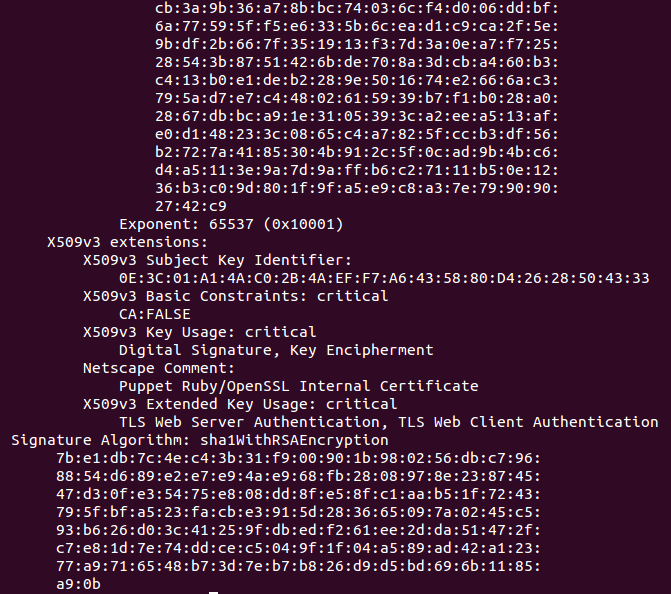 cb:3a:9b:36:a7:8b:bc:74:03:6c:f4:d0:06:dd:bf:
6a:77:59:5f:f5:e6:33:5b:6c:ea:d1:c9:ca:2f:5e:
9b:df:2b:66:7f:35:19:13:f3:7d:3a:0e:a7:f7:25:
28:54:3b:87:51:42:6b:de:70:8a:3d:cb:a4:60:b3:
c4:13:b0:e1:de:b2:28:9e:50:16:74:e2:66:6a:c3:
79:5a:d7:e7:c4:48:02:61:59:39:b7:f1:b0:28:a0:
28:67:db:bc:a9:1e:31:05:39:3c:a2:ee:a5:13:af:
e0:d1:48:23:3c:08:65:c4:a7:82:5f:cc:b3:df:56:
b2:72:7a:41:85:30:4b:91:2c:5f:0c:ad:9b:4b:c6:
d4:a5:11:3e:9a:7d:9a:ff:b6:c2:71:11:b5:0e:12:
36:b3:c0:9d:80:1f:9f:a5:e9:c8:a3:7e:79:90:90:
27:42:c9
Exponent: 65537 (0x10001)
X509v3 extensions:
X509v3 Subject Key Identifier:
0E:3C:01:A1:4A:C0:2B:4A:EF:F7:A6:43:58:80:D4:26:28:50:43:33
X509v3 Basic Constraints: critical
CA:FALSE
X509v3 Key Usage: critical
Digital Signature, Key Encipherment
Netscape Comment:
Puppet Ruby/OpenSSL Internal Certificate
X509v3 Extended Key Usage: critical
TLS Web Server Authentication, TLS Web Client Authentication
Signature Algorithm: sha1WithRSAEncryption
7b:e1:db:7c:4e:c4:3b:31:f9:00:90:1b:98:02:56:db:c7:96:
88:54:d6:89:e2:e7:e9:4a:e9:68:fb:28:08:97:8e:23:87:45:
47:d3:0f:e3:54:75:e8:08:dd:8f:e5:8f:c1:aa:b5:1f:72:43:
79:5f:bf:a5:23:fa:cb:e3:91:5d:28:36:65:09:7a:02:45:c5:
93:b6:26:d0:3c:41:25:9f:db:ed:f2:61:ee:2d:da:51:47:2f:
c7:e8:1d:7e:74:dd:ce:c5:04:9f:1f:04:a5:89:ad:42:a1:23:
77:a9:71:65:48:b7:3d:7e:b7:b8:26:d9:d5:bd:69:6b:11:85:
a9:0b